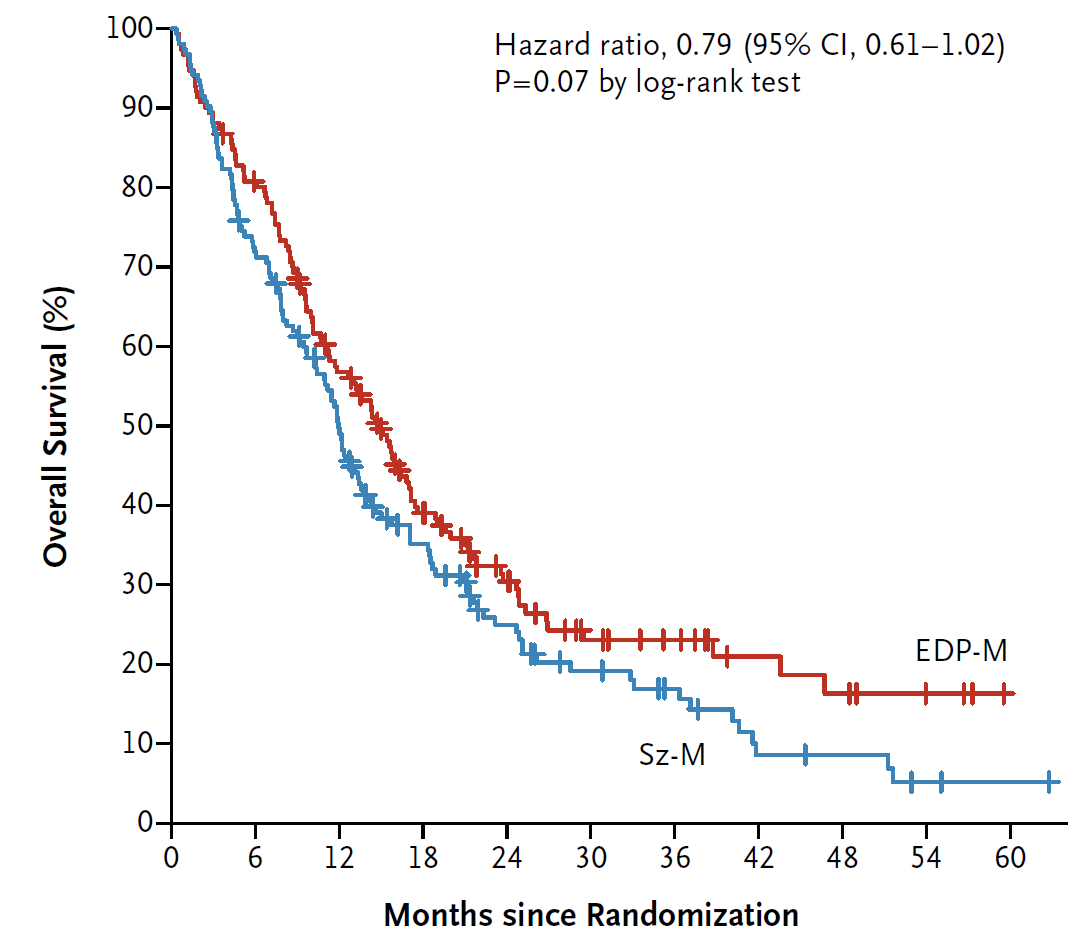 Hazard ratio, 0.79 (95% CI, 0.61–1.02)
P=0.07 by log-rank test
Overall Survival (%)
100
90
80
70
60
50
40
30
20
10
0
EDP-M
Sz-M
0 6 12 18 24 30 36 42 48 54 60
Months since Randomization